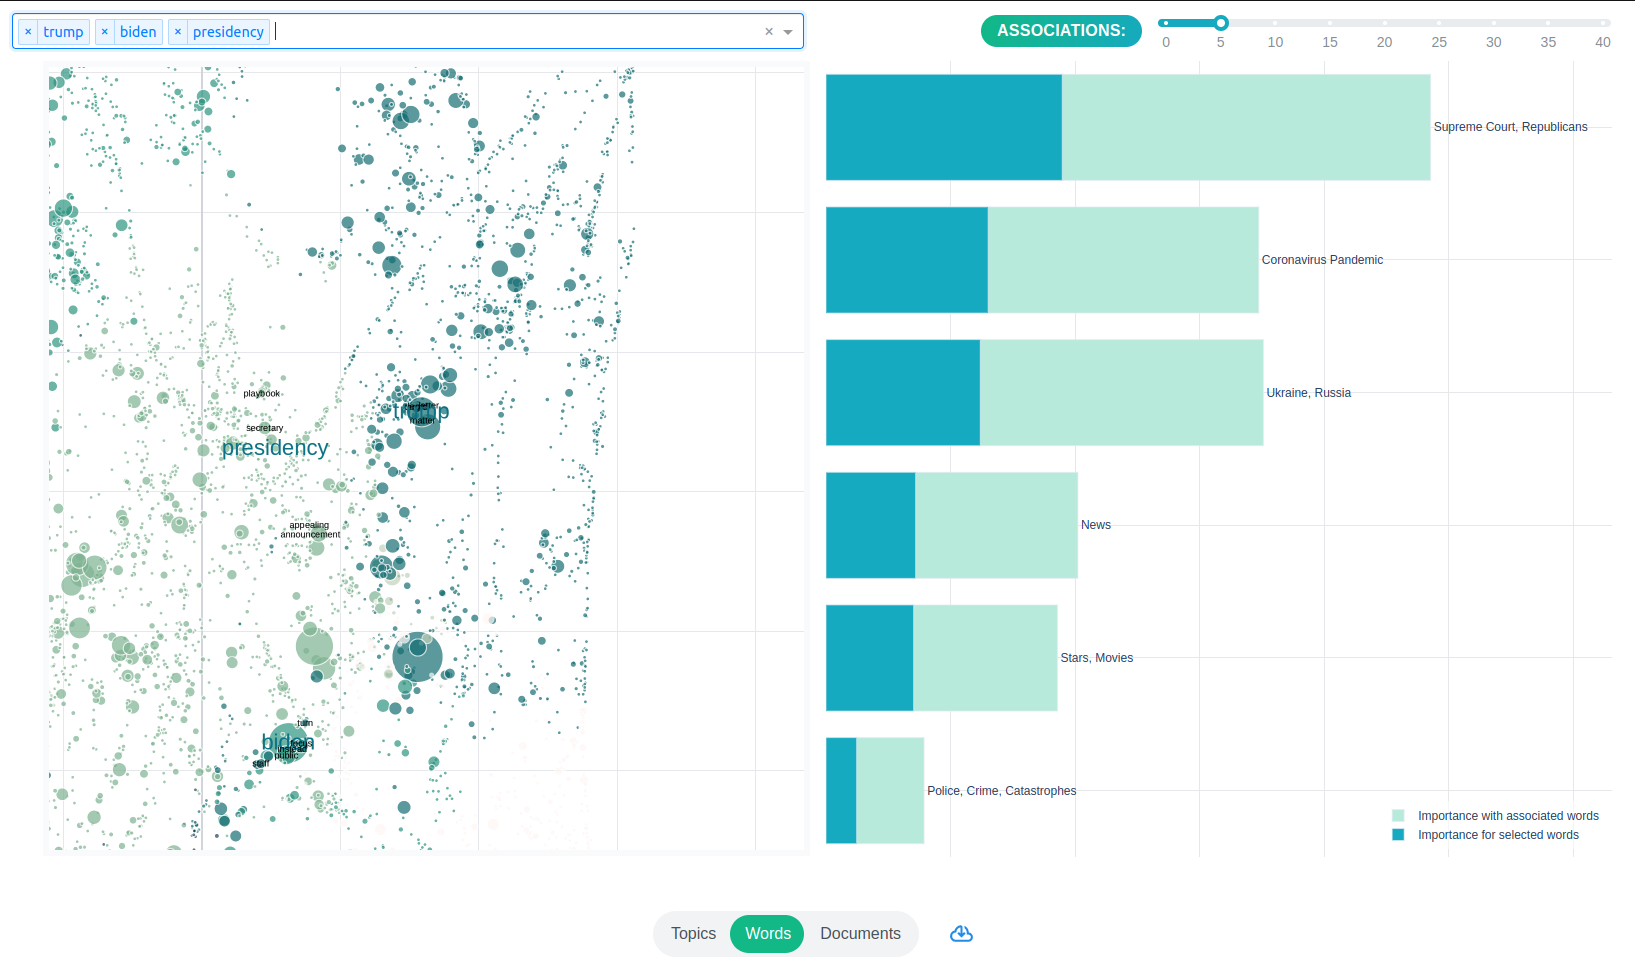 × trump × biden × presidency
ASSOCIATIONS:
0 5 10 15 20 25 30 35 40
playbook
trump
matter
secretary
presidency
appealing
announcement
turn
biden
public
staff
Supreme Court, Republicans
Coronavirus Pandemic
Ukraine, Russia
News
Stars, Movies
Police, Crime, Catastrophes
Importance with associated words
Importance for selected words
Topics Words Documents